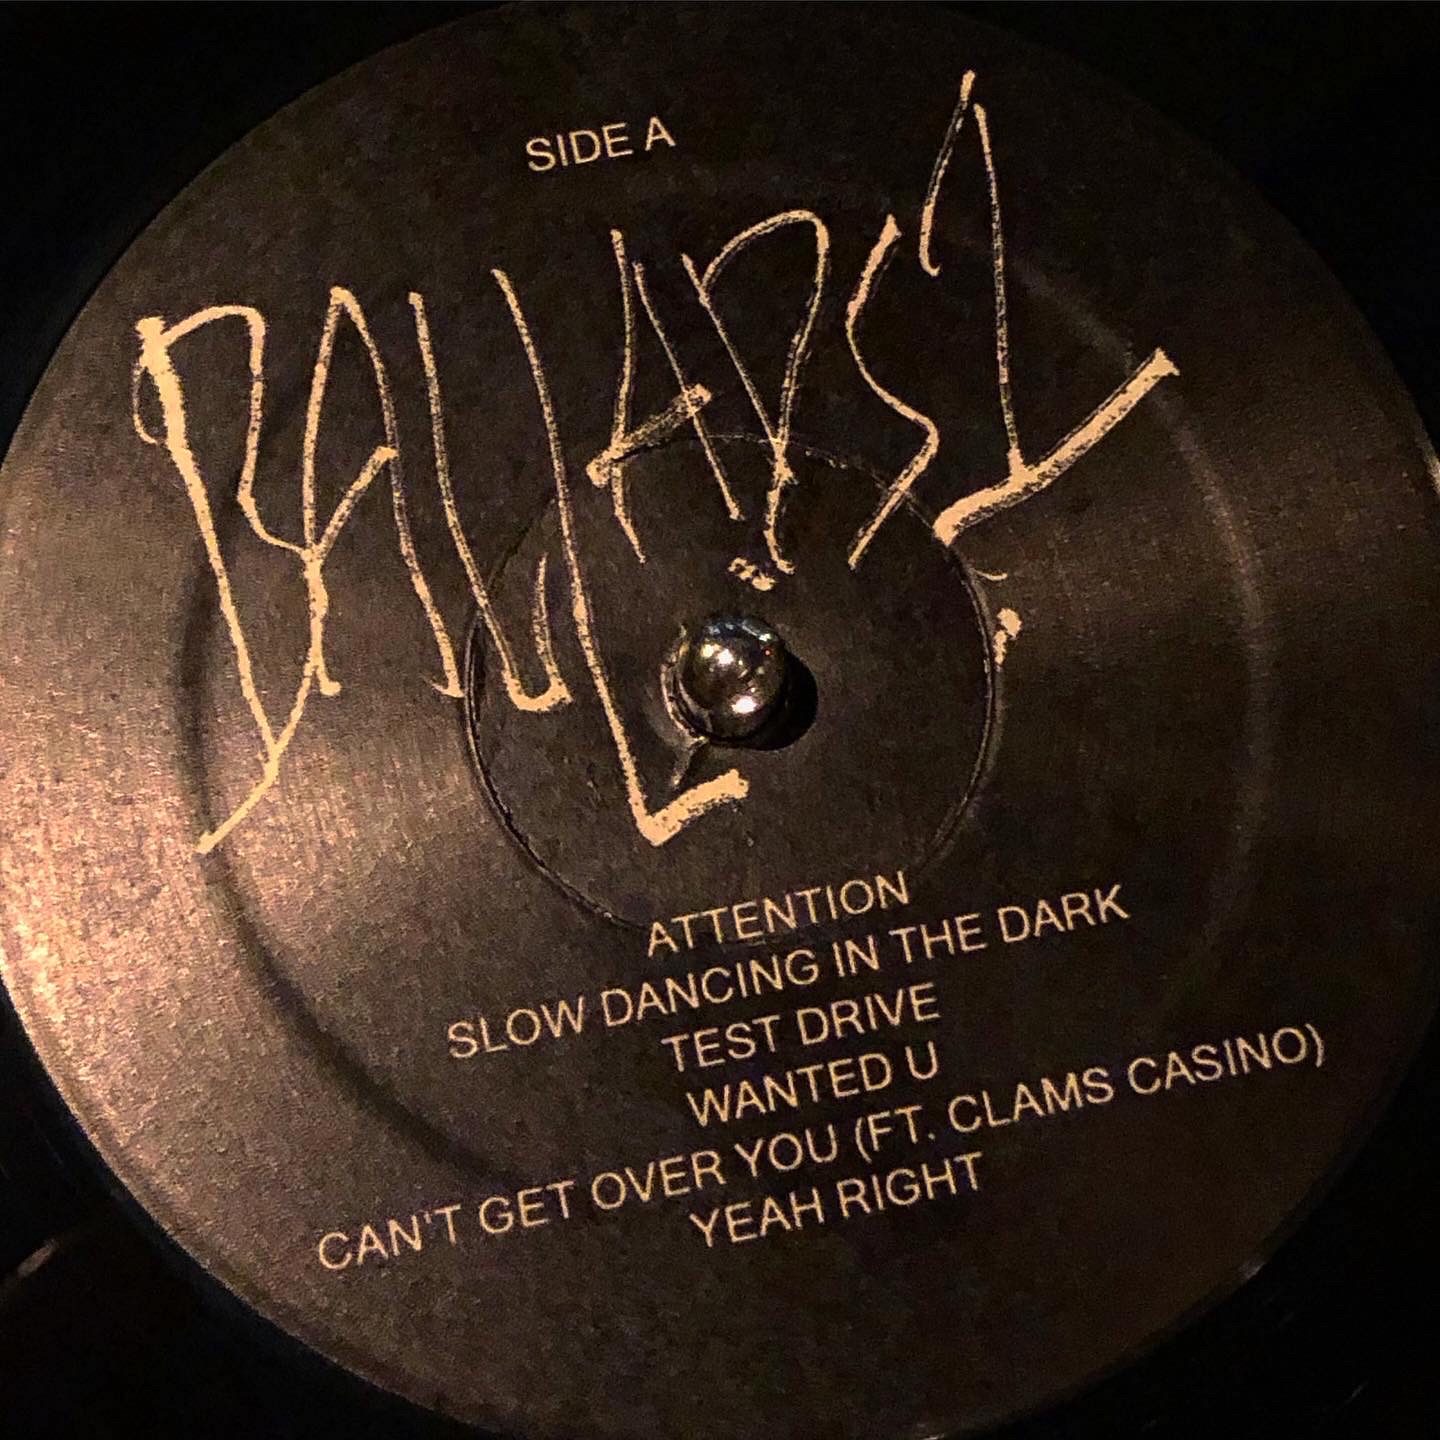 SIDE A
BALLADS 1
ATTENTION
SLOW DANCING IN THE DARK
TEST DRIVE
WANTED U
CAN'T GET OVER YOU (FT. CLAMS CASINO)
YEAH RIGHT